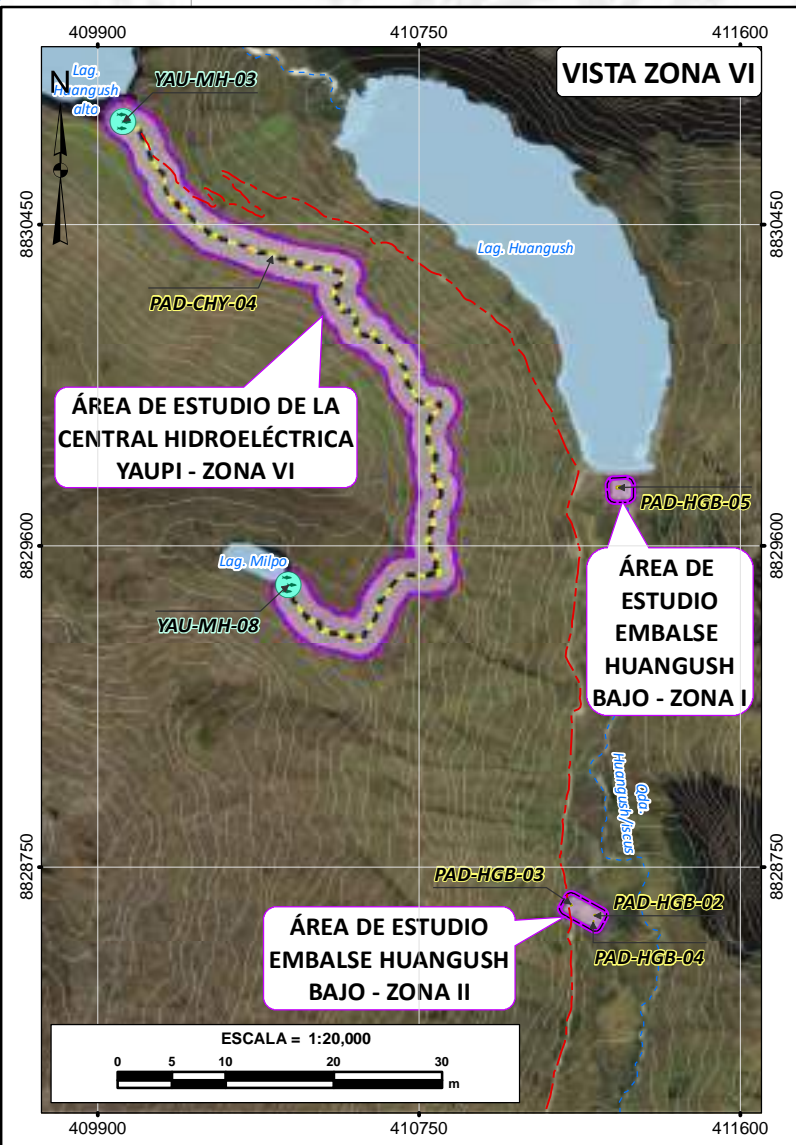 409900
410750
411600
VISTA ZONA VI
Lag.
Huangush
alto
N
YAU-MH-03
8830450
8830450
Lag. Huangush
PAD-CHY-04
ÁREA DE ESTUDIO DE LA
CENTRAL HIDROELÉCTRICA
YAUPI - ZONA VI
PAD-HGB-05
8829600
8829600
Lag. Milpo
YAU-MH-08
ÁREA DE
ESTUDIO
EMBALSE
HUANGUSH
BAJO - ZONA I
Qda.
Huangush/iscus
8828750
8828750
PAD-HGB-03
PAD-HGB-02
PAD-HGB-04
ÁREA DE ESTUDIO
EMBALSE HUANGUSH
BAJO - ZONA II
ESCALA = 1:20,000
0 5 10 20 30
m
409900
410750
411600